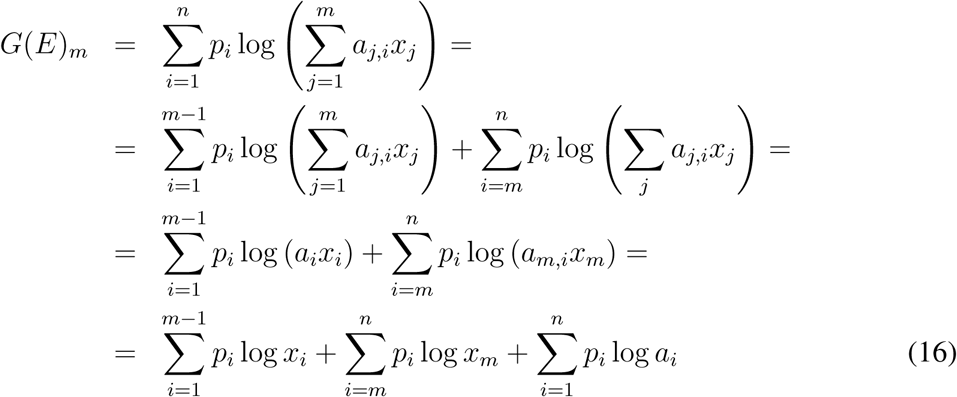 G(E)_m = \sum_{i=1}^{n} p_i \log \left( \sum_{j=1}^{m} a_{j,i} x_j \right) =
= \sum_{i=1}^{m-1} p_i \log \left( \sum_{j=1}^{m} a_{j,i} x_j \right) + \sum_{i=m}^{n} p_i \log \left( \sum_{j} a_{j,i} x_j \right) =
= \sum_{i=1}^{m-1} p_i \log (a_i x_i) + \sum_{i=m}^{n} p_i \log (a_{m,i} x_m) =
= \sum_{i=1}^{m-1} p_i \log x_i + \sum_{i=m}^{n} p_i \log x_m + \sum_{i=1}^{n} p_i \log a_i (16)